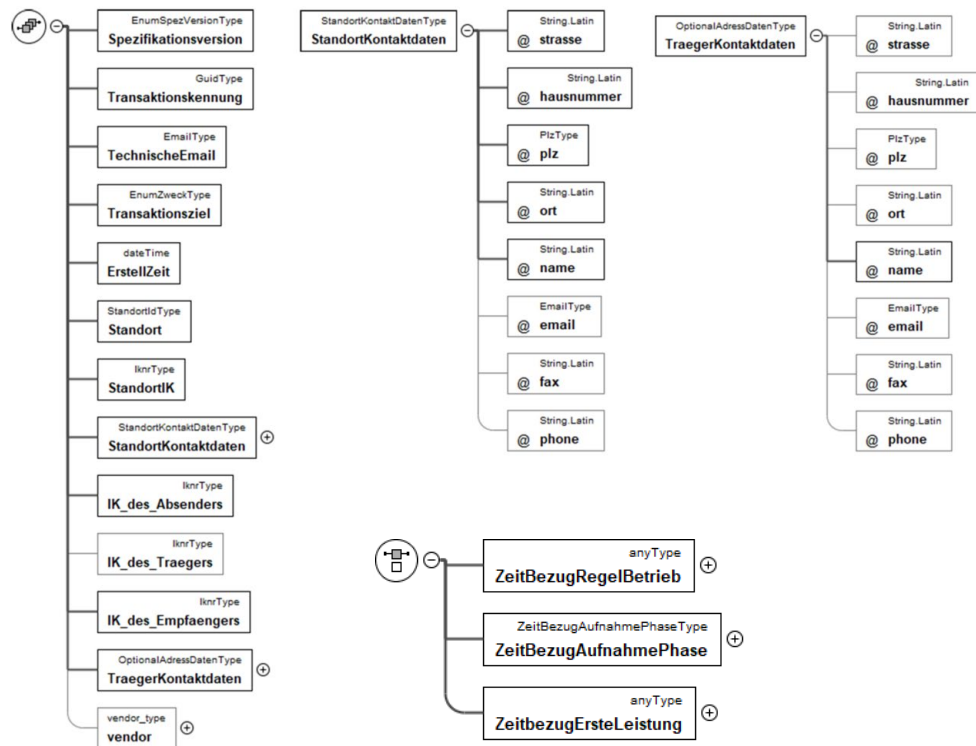 EnumSpezVersionType
Spezifikationsversion
GuidType
Transaktionskennung
EmailType
TechnischeEmail
EnumZweckType
Transaktionsziel
dateTime
ErstellZeit
StandortIdType
Standort
IknrType
StandortIK
StandortKontaktDatenType
StandortKontaktdaten
IknrType
IK_des_Absenders
IknrType
IK_des_Traegers
IknrType
IK_des_Empfaengers
OptionalAdressDatenType
TraegerKontaktdaten
vendor_type
vendor
StandortKontaktDatenType
StandortKontaktdaten
String.Latin
@ strasse
String.Latin
@ hausnummer
PlzType
@ plz
String.Latin
@ ort
String.Latin
@ name
EmailType
@ email
String.Latin
@ fax
String.Latin
@ phone
OptionalAdressDatenType
TraegerKontaktdaten
String.Latin
@ strasse
String.Latin
@ hausnummer
PlzType
@ plz
String.Latin
@ ort
String.Latin
@ name
EmailType
@ email
String.Latin
@ fax
String.Latin
@ phone
anyType
ZeitBezugRegelBetrieb
ZeitBezugAufnahmePhaseType
ZeitBezugAufnahmePhase
anyType
ZeitbezugErsteLeistung